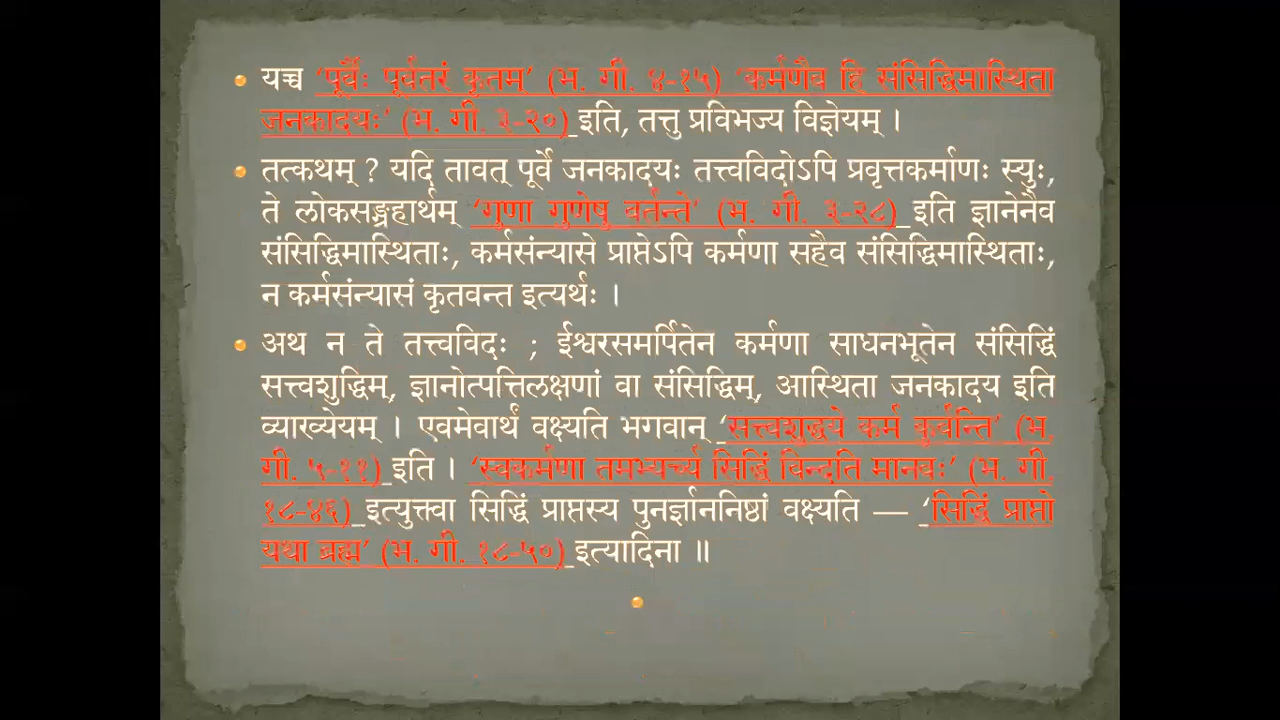 यच्च ‘पूर्वैः पूर्वतरं कृतम्’ (भ. गी. ४-१५) ‘कर्मणैव हि संसिद्धिमास्थिता
जनकादयः’ (भ. गी. ३-२०) इति, तत्तु प्रविभज्य विज्ञेयम् ।
तत्कथम् ? यदि तावत् पूर्वे जनकादयः तत्त्वविदोऽपि प्रवृत्तकर्माणः स्युः,
ते लोकसङ्ग्रहार्थम् ‘गुणा गुणेषु वर्तन्ते’ (भ. गी. ३-२८) इति ज्ञानेनैव
संसिद्धिमास्थिताः, कर्मसंन्यासे प्राप्तेऽपि कर्मणा सहैव संसिद्धिमास्थिताः,
न कर्मसंन्यासं कृतवन्त इत्यर्थः ।
अथ न ते तत्त्वविदः ; ईश्वरसमर्पितेन कर्मणा साधनभूतेन संसिद्धिं
सत्त्वशुद्धिम्, ज्ञानोत्पत्तिलक्षणां वा संसिद्धिम्, आस्थिता जनकादय इति
व्याख्येयम् । एवमेवार्थं वक्ष्यति भगवान् ‘सत्त्वशुद्धये कर्म कुर्वन्ति’ (भ.
गी. ५-११) इति । ‘स्वकर्मणा तमभ्यर्च्य सिद्धिं विन्दति मानवः’ (भ. गी.
१८-४६) इत्युक्त्वा सिद्धिं प्राप्तस्य पुनर्ज्ञाननिष्ठां वक्ष्यति — ‘सिद्धिं प्राप्तो
यथा ब्रह्म’ (भ. गी. १८-५०) इत्यादिना ॥